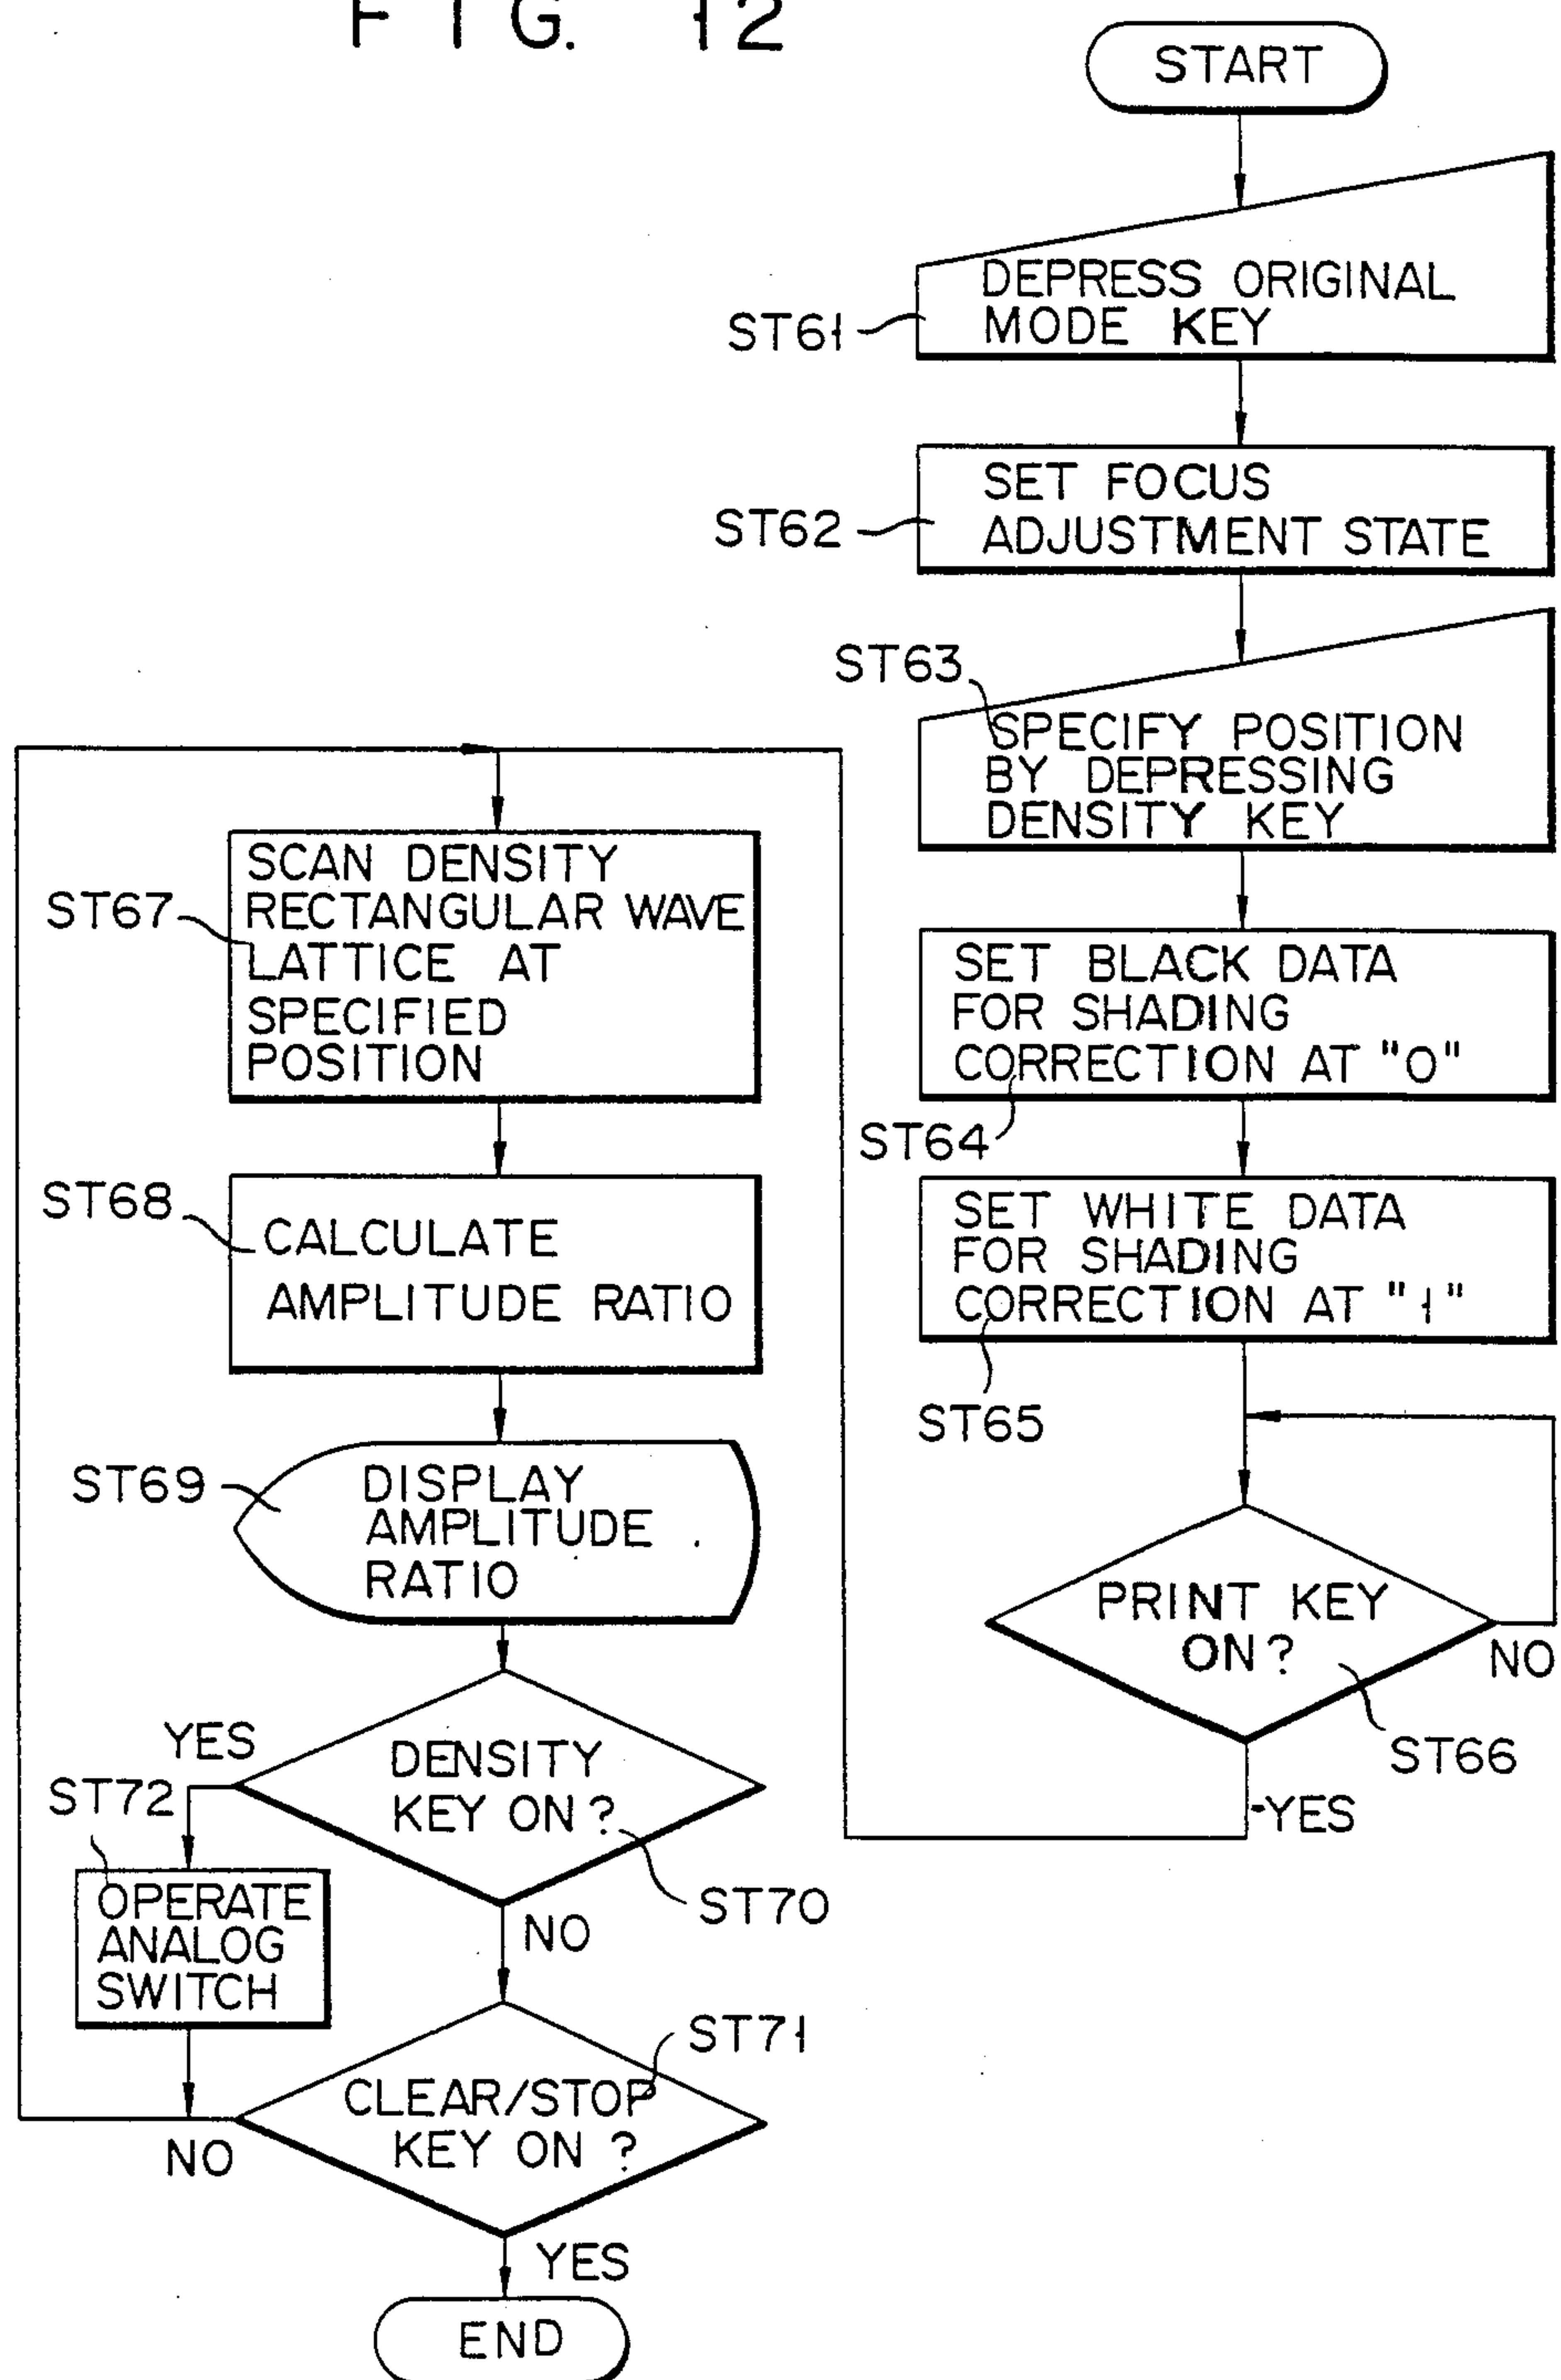 FIG. 12
START
DEPRESS ORIGINAL
MODE KEY
ST61
SET FOCUS
ADJUSTMENT STATE
ST62
ST63
SPECIFY POSITION
BY DEPRESSING
DENSITY KEY
SET BLACK DATA
FOR SHADING
CORRECTION AT "0"
ST64
SET WHITE DATA
FOR SHADING
CORRECTION AT "1"
ST65
PRINT KEY
ON?
NO
ST66
YES
SCAN DENSITY
RECTANGULAR WAVE
LATTICE AT
SPECIFIED
POSITION
ST67
ST68
CALCULATE
AMPLITUDE RATIO
ST69
DISPLAY
AMPLITUDE
RATIO
YES
DENSITY
KEY ON?
ST70
ST72
OPERATE
ANALOG
SWITCH
NO
ST71
CLEAR/STOP
KEY ON?
NO
YES
END